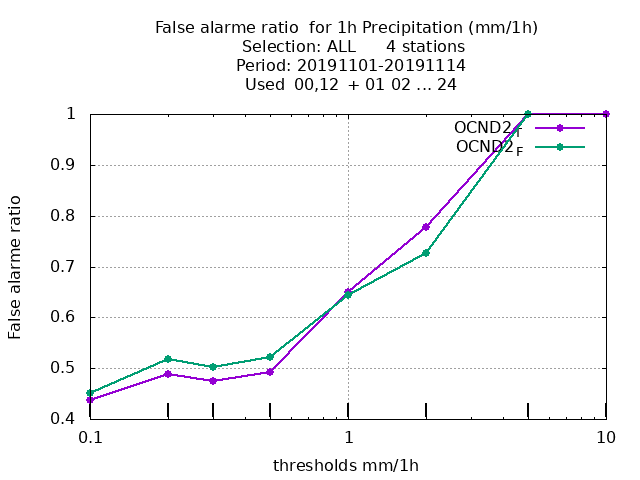 False alarme ratio for 1h Precipitation (mm/1h)
Selection: ALL 4 stations
Period: 20191101-20191114
Used 00,12 + 01 02 ... 24
1
0.9
0.8
0.7
0.6
0.5
0.4
False alarme ratio
OCND2T
OCND2F
0.1 1 10
thresholds mm/1h